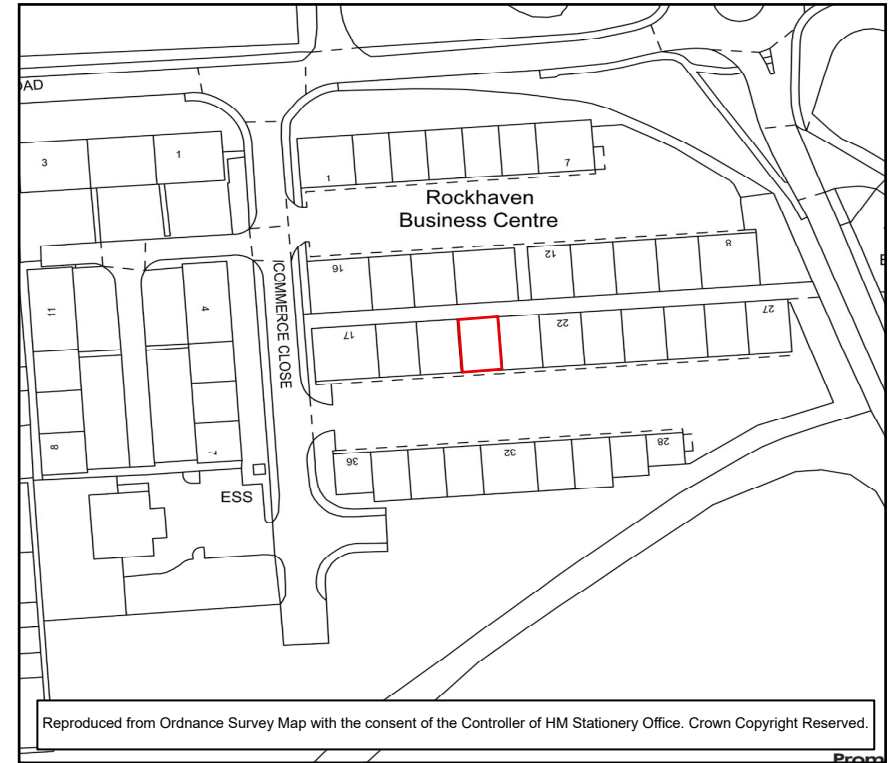 OAD
3
1
1
7
Rockhaven
Business Centre
16
12
8
COMMERCE CLOSE
11
4
17
22
27
8
36
32
28
ESS
Reproduced from Ordnance Survey Map with the consent of the Controller of HM Stationery Office. Crown Copyright Reserved.